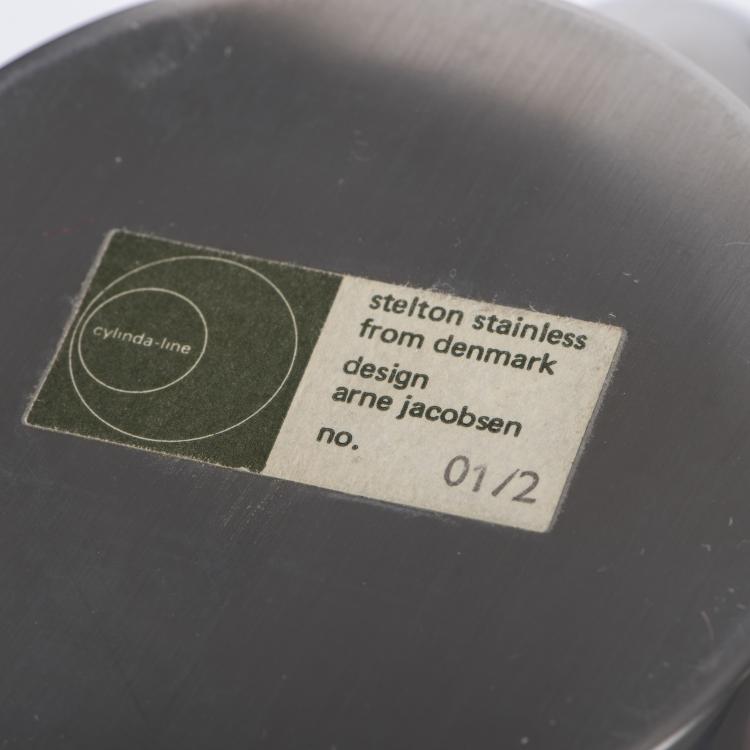 cylinda-line
stelton stainless
from denmark
design
arne jacobsen
no.
01/2